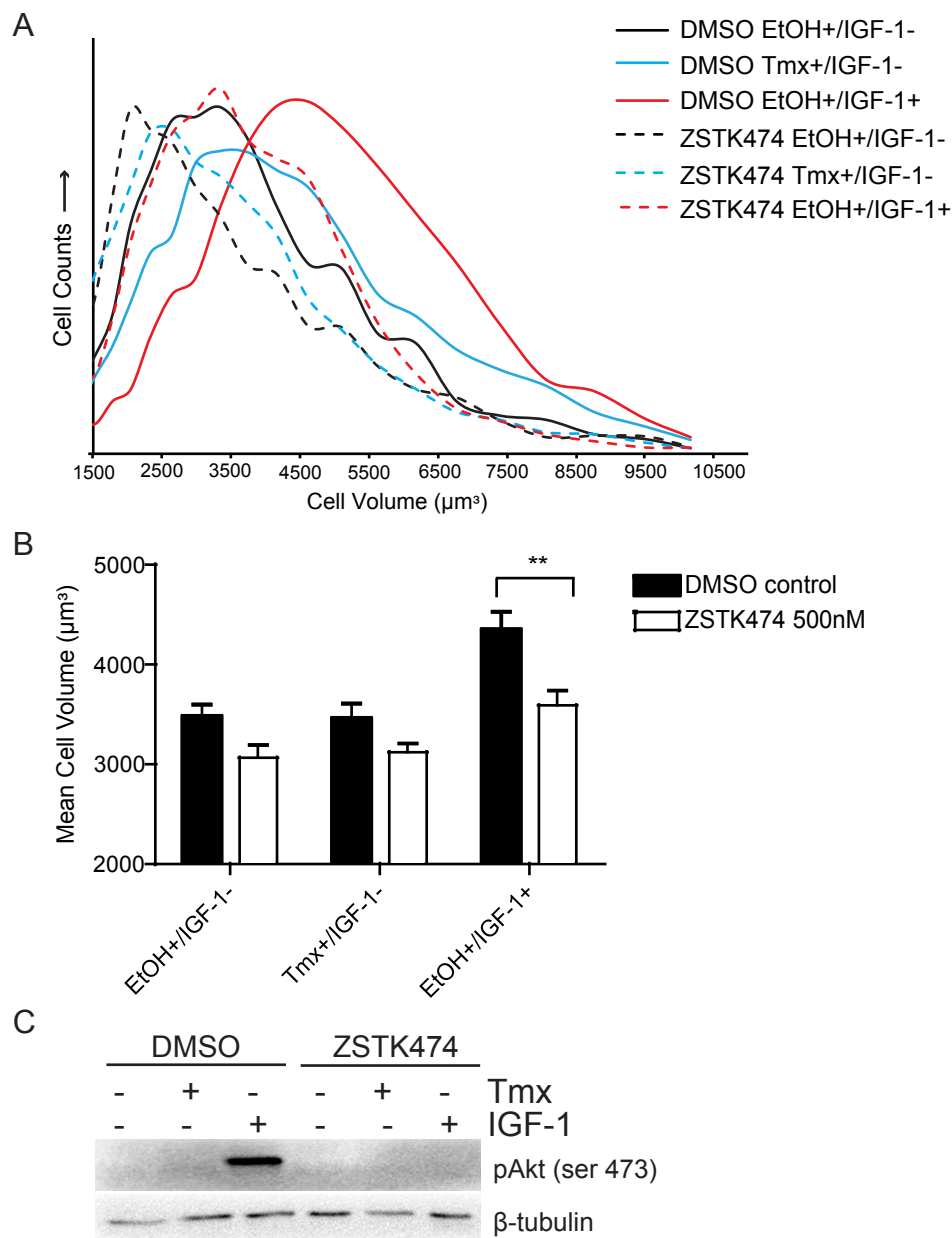 A
DMSO EtOH+/IGF-1-
DMSO Tmx+/IGF-1-
DMSO EtOH+/IGF-1+
ZSTK474 EtOH+/IGF-1-
ZSTK474 Tmx+/IGF-1-
ZSTK474 EtOH+/IGF-1+
Cell Counts
1500 2500 3500 4500 5500 6500 7500 8500 9500 10500
Cell Volume (µm³)
B
**
DMSO control
ZSTK474 500nM
5000
4000
3000
2000
Mean Cell Volume (µm³)
EtOH+/IGF-1-
Tmx+/IGF-1-
EtOH+/IGF-1+
C
DMSO ZSTK474
- + - - + - Tmx
- - + - - + IGF-1
pAkt (ser 473)
β-tubulin